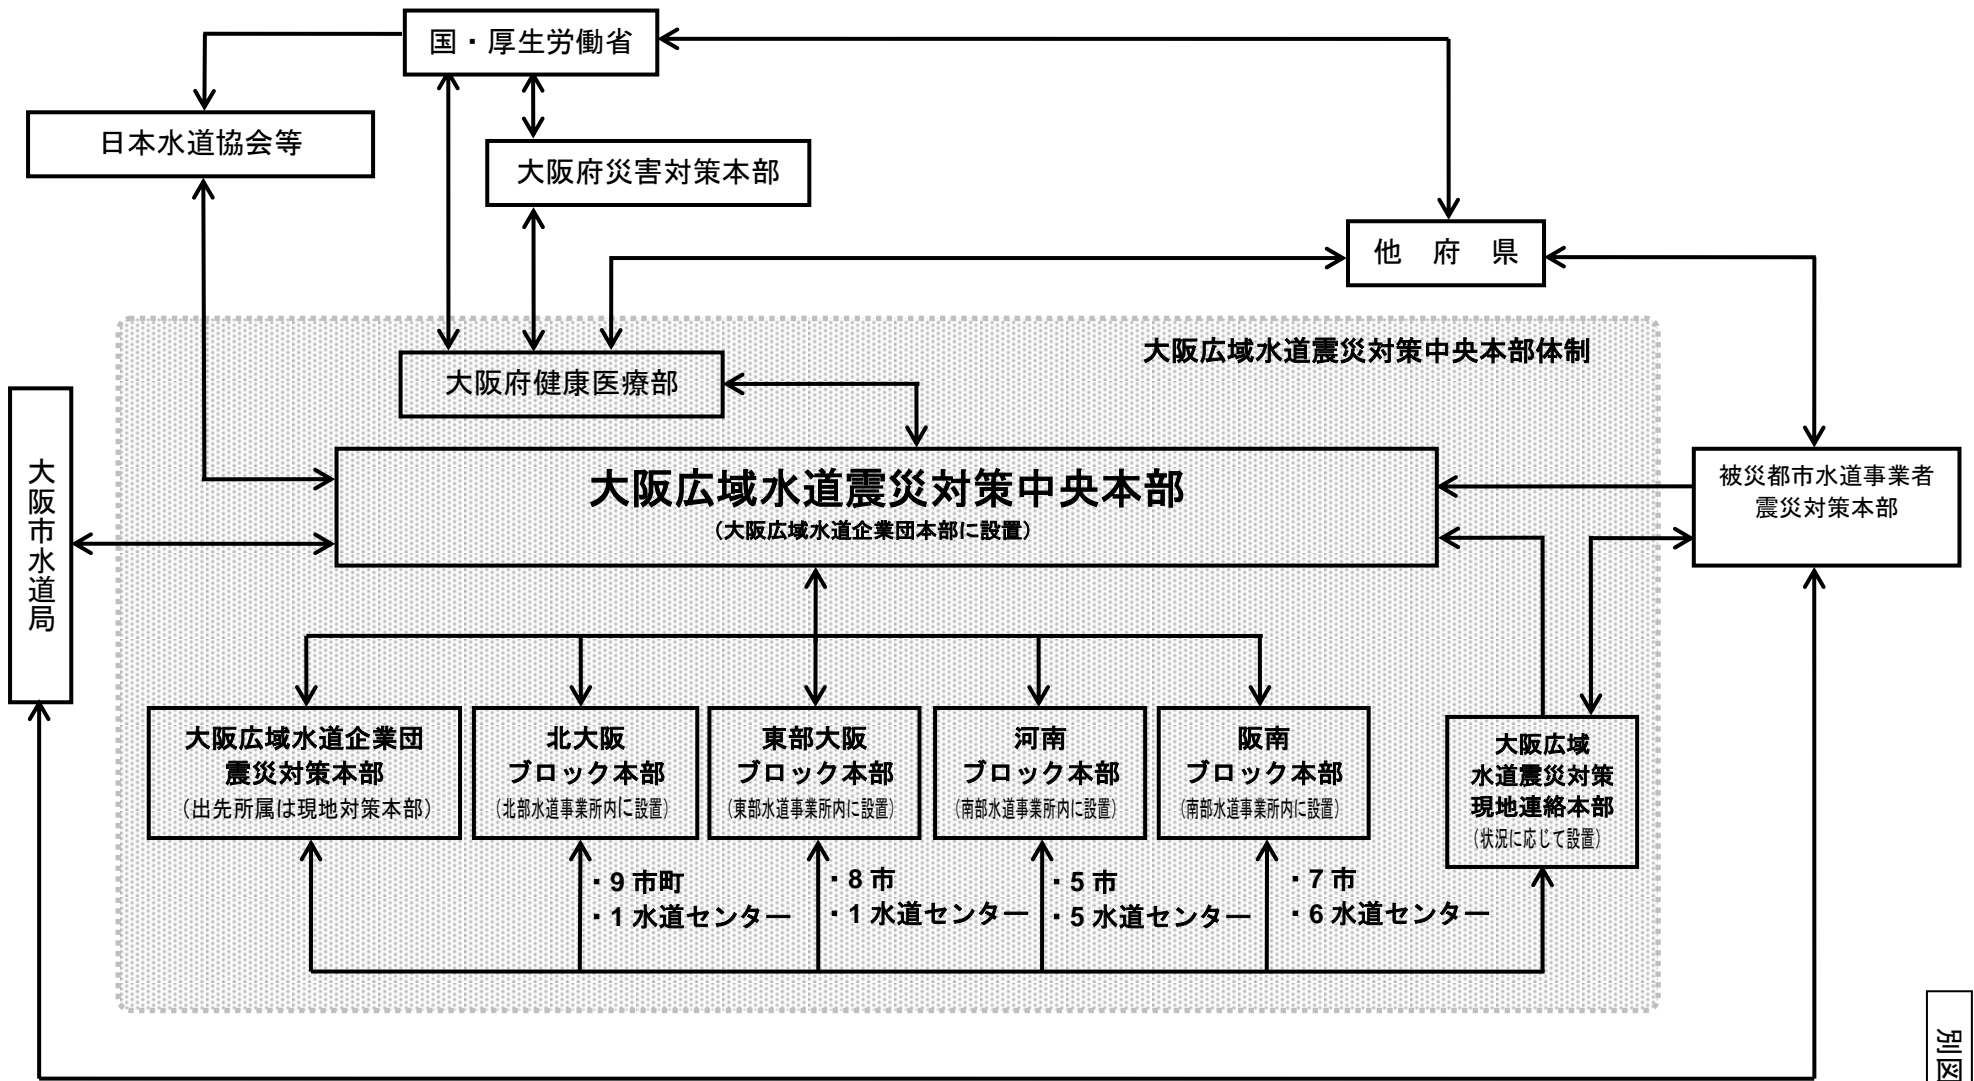 国・厚生労働省
日本水道協会等
大阪府災害対策本部
他 府 県
大阪広域水道震災対策中央本部体制
大阪府健康医療部
大阪市水道局
大阪広域水道震災対策中央本部
（大阪広域水道企業団本部に設置）
被災都市水道事業者
震災対策本部
大阪広域水道企業団
震災対策本部
（出先所属は現地対策本部）
北大阪
ブロック本部
（北部水道事業所内に設置）
東部大阪
ブロック本部
（東部水道事業所内に設置）
河南
ブロック本部
（南部水道事業所内に設置）
阪南
ブロック本部
（南部水道事業所内に設置）
大阪広域
水道震災対策
現地連絡本部
（状況に応じて設置）
・9 市町
・1 水道センター
・8 市
・1 水道センター
・5 市
・5 水道センター
・7 市
・6 水道センター
別図